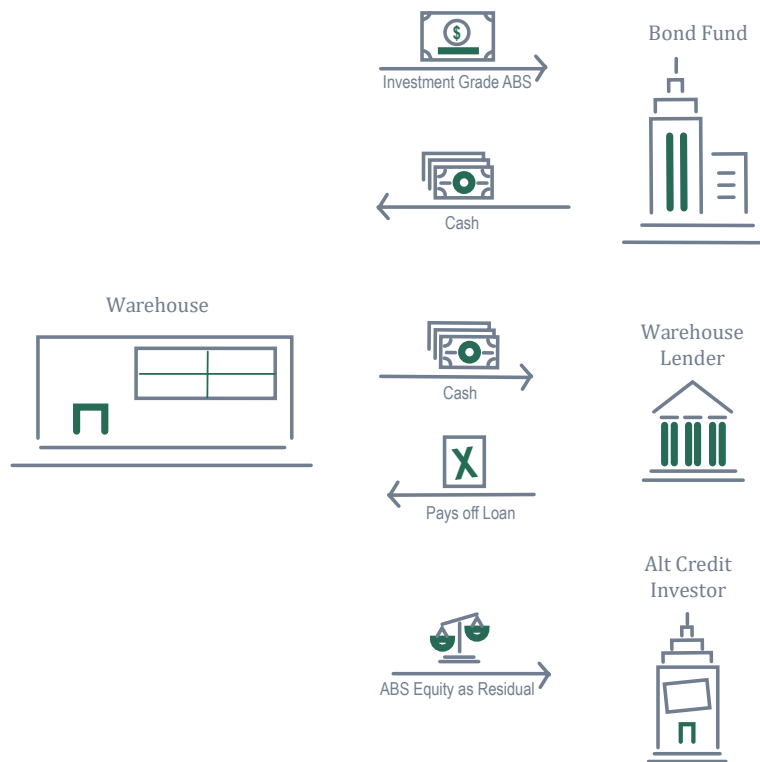 Bond Fund
$
Investment Grade ABS
Cash
Warehouse
Warehouse
Lender
Cash
X
Pays off Loan
Alt Credit
Investor
ABS Equity as Residual